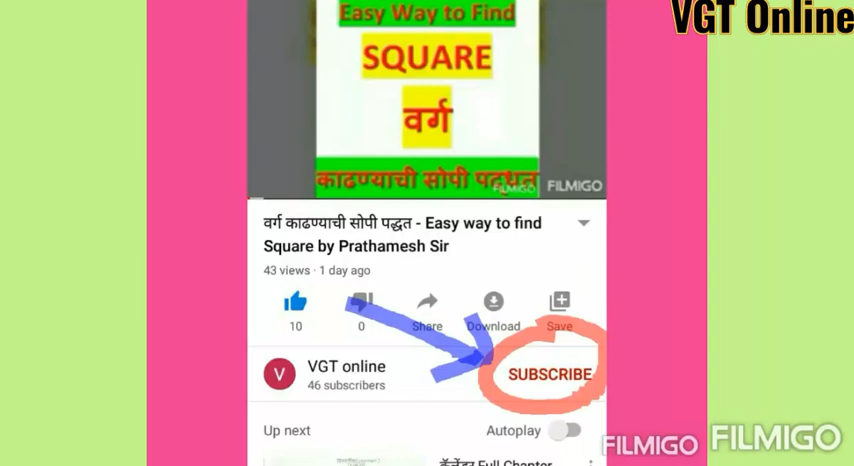 VGT Online
Easy Way to Find
SQUARE
वर्ग
काढण्याची सोपी पद्धत
FILMIGO FILMIGO
वर्ग काढण्याची सोपी पद्धत - Easy way to find
Square by Prathamesh Sir
43 views · 1 day ago
10 0 Share Download Save
V VGT online SUBSCRIBE
46 subscribers
Up next Autoplay
FILMIGO FILMIGO
कॅलेंडर Full Chapter